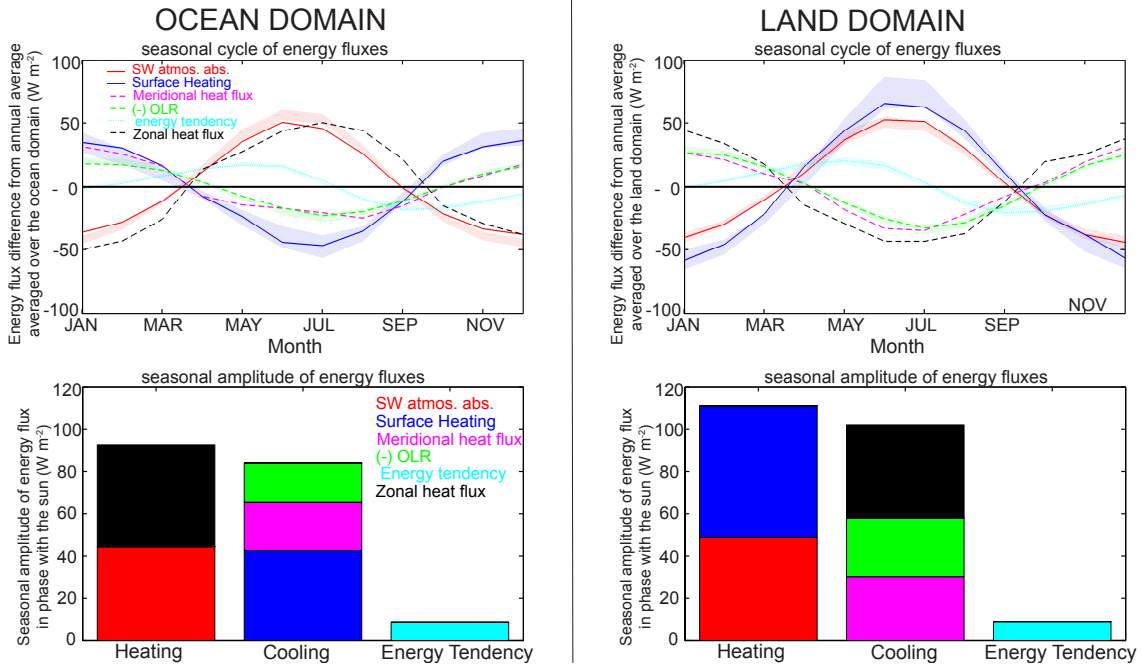 OCEAN DOMAIN
seasonal cycle of energy fluxes
Energy flux difference from annual average
averaged over the ocean domain (W m-2)
100
50
- 0
-50
-100
SW atmos. abs.
Surface Heating
Meridional heat flux
(-) OLR
energy tendency
Zonal heat flux
JAN MAR MAY JUL SEP NOV
Month
seasonal amplitude of energy fluxes
Seasonal amplitude of energy flux
in phase with the sun (W m-2)
120
100
80
60
40
20
0
SW atmos. abs.
Surface Heating
Meridional heat flux
(-) OLR
Energy tendency
Zonal heat flux
Heating Cooling Energy Tendency
LAND DOMAIN
seasonal cycle of energy fluxes
Energy flux difference from annual average
averaged over the land domain (W m-2)
100
50
- 0
-50
-100
JAN MAR MAY JUL SEP NOV
Month
seasonal amplitude of energy fluxes
Seasonal amplitude of energy flux
in phase with the sun (W m-2)
120
100
80
60
40
20
0
Heating Cooling Energy Tendency